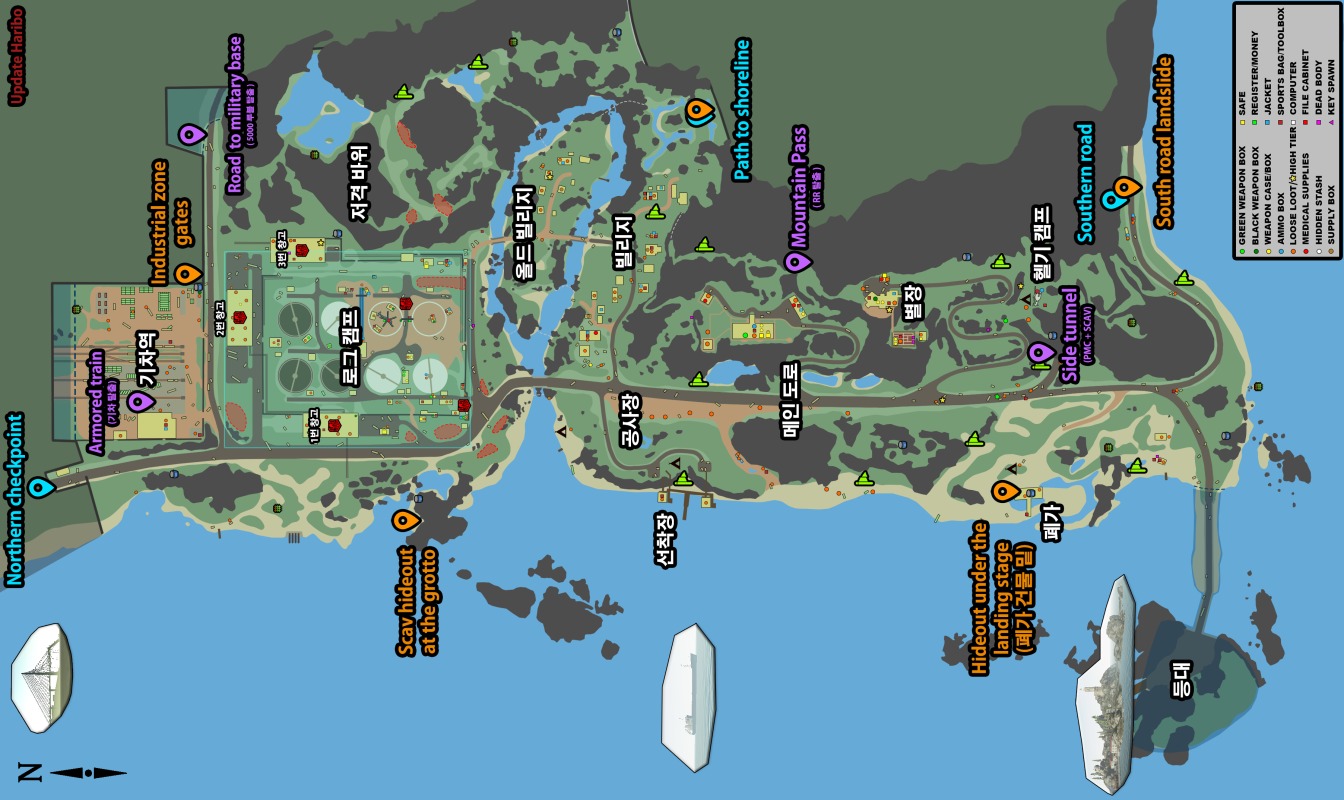 Update Haribo
Northern checkpoint
N
Armored train
(기차 탈출)
기차역
Industrial zone
gates
Road to military base
(5000 루블 탈출)
2번 창고
3번 창고
1번 창고
로그 캠프
저격 바위
Scav hideout
at the grotto
올드 빌리지
빌리지
공사장
선착장
Path to shoreline
Mountain Pass
(RR 탈출)
메인 도로
별장
Hideout under the
landing stage
(폐가 건물 밑)
폐가
헬기 캠프
Side tunnel
(PMC + SCAV)
Southern road
South road landslide
등대
GREEN WEAPON BOX
BLACK WEAPON BOX
WEAPON CASE/BOX
AMMO BOX
LOOSE LOOT/☆HIGH TIER
MEDICAL SUPPLIES
HIDDEN STASH
SUPPLY BOX
SAFE
REGISTER/MONEY
JACKET
SPORTS BAG/TOOLBOX
COMPUTER
FILE CABINET
DEAD BODY
KEY SPAWN